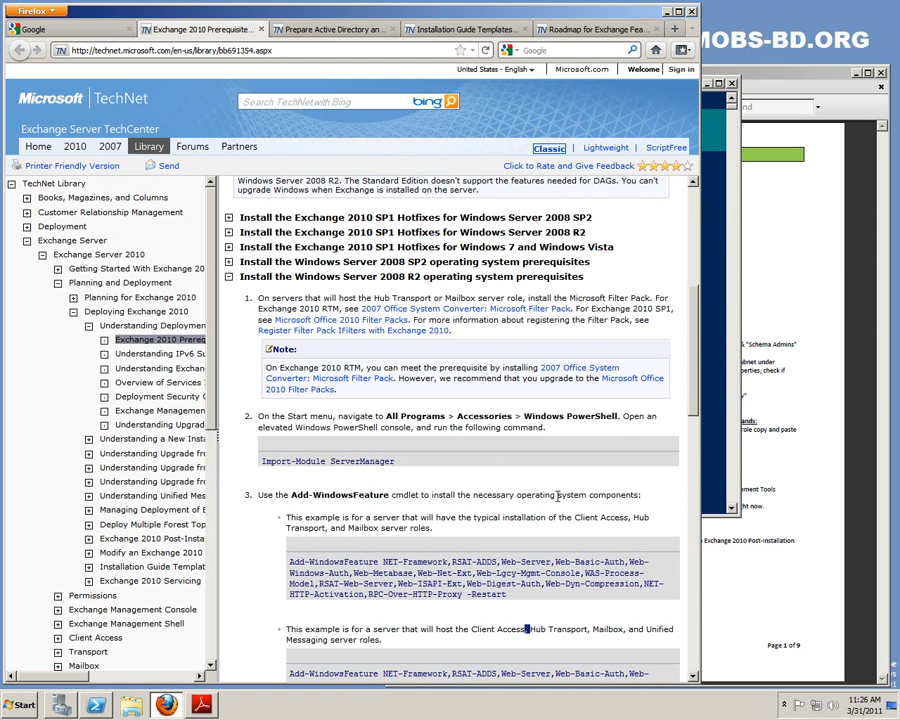 Firefox
MOBS-BD.ORG
Google
Exchange 2010 Prerequisite...
Prepare Active Directory an...
Installation Guide Templates...
Roadmap for Exchange Fea...
http://technet.microsoft.com/en-us/library/bb691354.aspx
Google
United States - English
Microsoft.com
Welcome
Sign in
Microsoft TechNet
Search TechNet with Bing
bing
Exchange Server TechCenter
Home 2010 2007 Library Forums Partners
Classic | Lightweight | ScriptFree
Printer Friendly Version Send
Click to Rate and Give Feedback
TechNet Library
Books, Magazines, and Columns
Customer Relationship Management
Deployment
Exchange Server
Exchange Server 2010
Getting Started With Exchange 20
Planning and Deployment
Planning for Exchange 2010
Deploying Exchange 2010
Understanding Deploymen
Exchange 2010 Prereq
Understanding IPv6 Su
Understanding Exchan
Overview of Services
Deployment Security C
Exchange Managemen
Understanding Upgrad
Understanding a New Insta
Understanding Upgrade fro
Understanding Upgrade fro
Understanding Upgrade fro
Understanding Unified Mes
Managing Deployment of E
Deploy Multiple Forest Top
Exchange 2010 Post-Insta
Modify an Exchange 2010
Installation Guide Templat
Exchange 2010 Servicing
Permissions
Exchange Management Console
Exchange Management Shell
Client Access
Transport
Mailbox
Windows Server 2008 R2. The Standard Edition doesn't support the features needed for DAGs. You can't
upgrade Windows when Exchange is installed on the server.
Install the Exchange 2010 SP1 Hotfixes for Windows Server 2008 SP2
Install the Exchange 2010 SP1 Hotfixes for Windows Server 2008 R2
Install the Exchange 2010 SP1 Hotfixes for Windows 7 and Windows Vista
Install the Windows Server 2008 SP2 operating system prerequisites
Install the Windows Server 2008 R2 operating system prerequisites
1. On servers that will host the Hub Transport or Mailbox server role, install the Microsoft Filter Pack. For
Exchange 2010 RTM, see 2007 Office System Converter: Microsoft Filter Pack. For Exchange 2010 SP1,
see Microsoft Office 2010 Filter Packs. For more information about registering the Filter Pack, see
Register Filter Pack IFilters with Exchange 2010.
Note:
On Exchange 2010 RTM, you can meet the prerequisite by installing 2007 Office System
Converter: Microsoft Filter Pack. However, we recommend that you upgrade to the Microsoft Office
2010 Filter Packs.
2. On the Start menu, navigate to All Programs > Accessories > Windows PowerShell. Open an
elevated Windows PowerShell console, and run the following command.
Import-Module ServerManager
3. Use the Add-WindowsFeature cmdlet to install the necessary operating system components:
This example is for a server that will have the typical installation of the Client Access, Hub
Transport, and Mailbox server roles.
Add-WindowsFeature NET-Framework,RSAT-ADDS,Web-Server,Web-Basic-Auth,Web-
Windows-Auth,Web-Metabase,Web-Net-Ext,Web-Lgcy-Mgmt-Console,WAS-Process-
Model,RSAT-Web-Server,Web-ISAPI-Ext,Web-Digest-Auth,Web-Dyn-Compression,NET-
HTTP-Activation,RPC-Over-HTTP-Proxy -Restart
This example is for a server that will host the Client Access, Hub Transport, Mailbox, and Unified
Messaging server roles.
Add-WindowsFeature NET-Framework,RSAT-ADDS,Web-Server,Web-Basic-Auth,Web-
nd
& "Schema Admins"
ubnet under
perties; check if
ands:
role copy and paste
ment Tools
ht now.
e Exchange 2010 Post-Installation
Page 1 of 9
Start
11:26 AM
3/31/2011